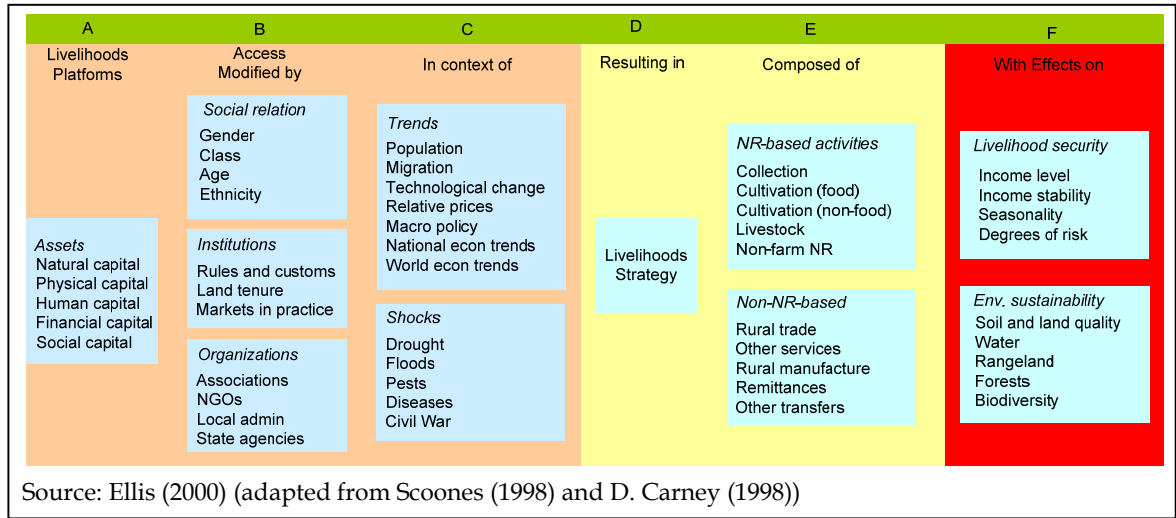 A
Livelihoods
Platforms
Assets
Natural capital
Physical capital
Human capital
Financial capital
Social capital
B
Access
Modified by
Social relation
Gender
Class
Age
Ethnicity
Institutions
Rules and customs
Land tenure
Markets in practice
Organizations
Associations
NGOs
Local admin
State agencies
C
In context of
Trends
Population
Migration
Technological change
Relative prices
Macro policy
National econ trends
World econ trends
Shocks
Drought
Floods
Pests
Diseases
Civil War
D
Resulting in
Livelihoods
Strategy
E
Composed of
NR-based activities
Collection
Cultivation (food)
Cultivation (non-food)
Livestock
Non-farm NR
Non-NR-based
Rural trade
Other services
Rural manufacture
Remittances
Other transfers
F
With Effects on
Livelihood security
Income level
Income stability
Seasonality
Degrees of risk
Env. sustainability
Soil and land quality
Water
Rangeland
Forests
Biodiversity
Source: Ellis (2000) (adapted from Scoones (1998) and D. Carney (1998))